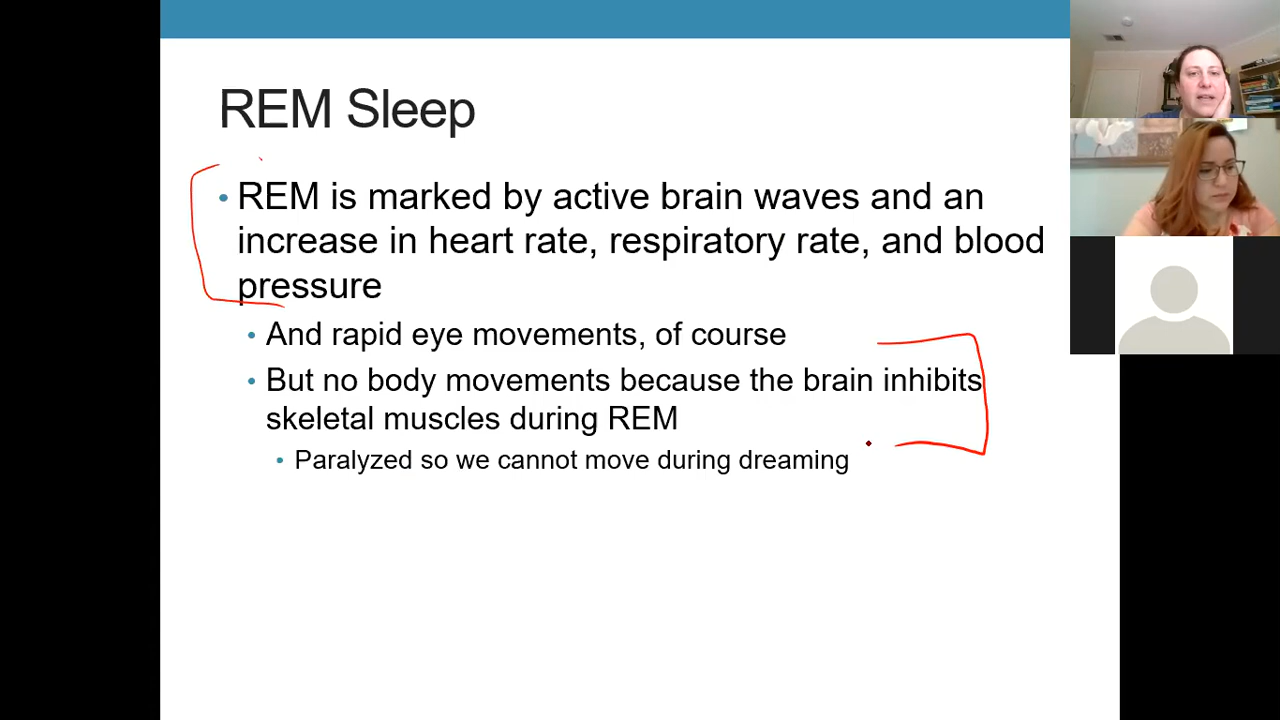 REM Sleep
• REM is marked by active brain waves and an
increase in heart rate, respiratory rate, and blood
pressure
• And rapid eye movements, of course
• But no body movements because the brain inhibits
skeletal muscles during REM
• Paralyzed so we cannot move during dreaming